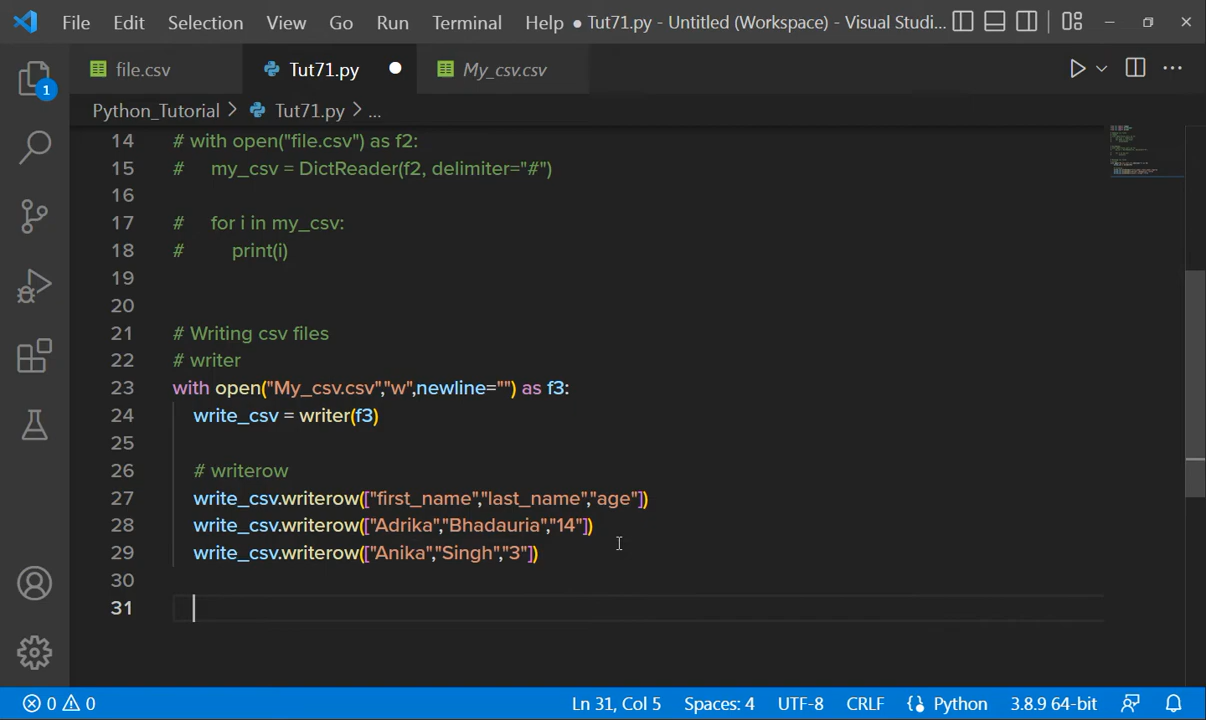 File Edit Selection View Go Run Terminal Help ● Tut71.py - Untitled (Workspace) - Visual Studi...
file.csv Tut71.py My_csv.csv
1
Python_Tutorial > Tut71.py > ...
14 # with open("file.csv") as f2:
15 #     my_csv = DictReader(f2, delimiter="#")
16
17 #     for i in my_csv:
18 #         print(i)
19
20
21 # Writing csv files
22 # writer
23 with open("My_csv.csv","w",newline="") as f3:
24     write_csv = writer(f3)
25
26     # writerow
27     write_csv.writerow(["first_name","last_name","age"])
28     write_csv.writerow(["Adrika","Bhadauria","14"])
29     write_csv.writerow(["Anika","Singh","3"])
30
31
0 0 Ln 31, Col 5 Spaces: 4 UTF-8 CRLF Python 3.8.9 64-bit